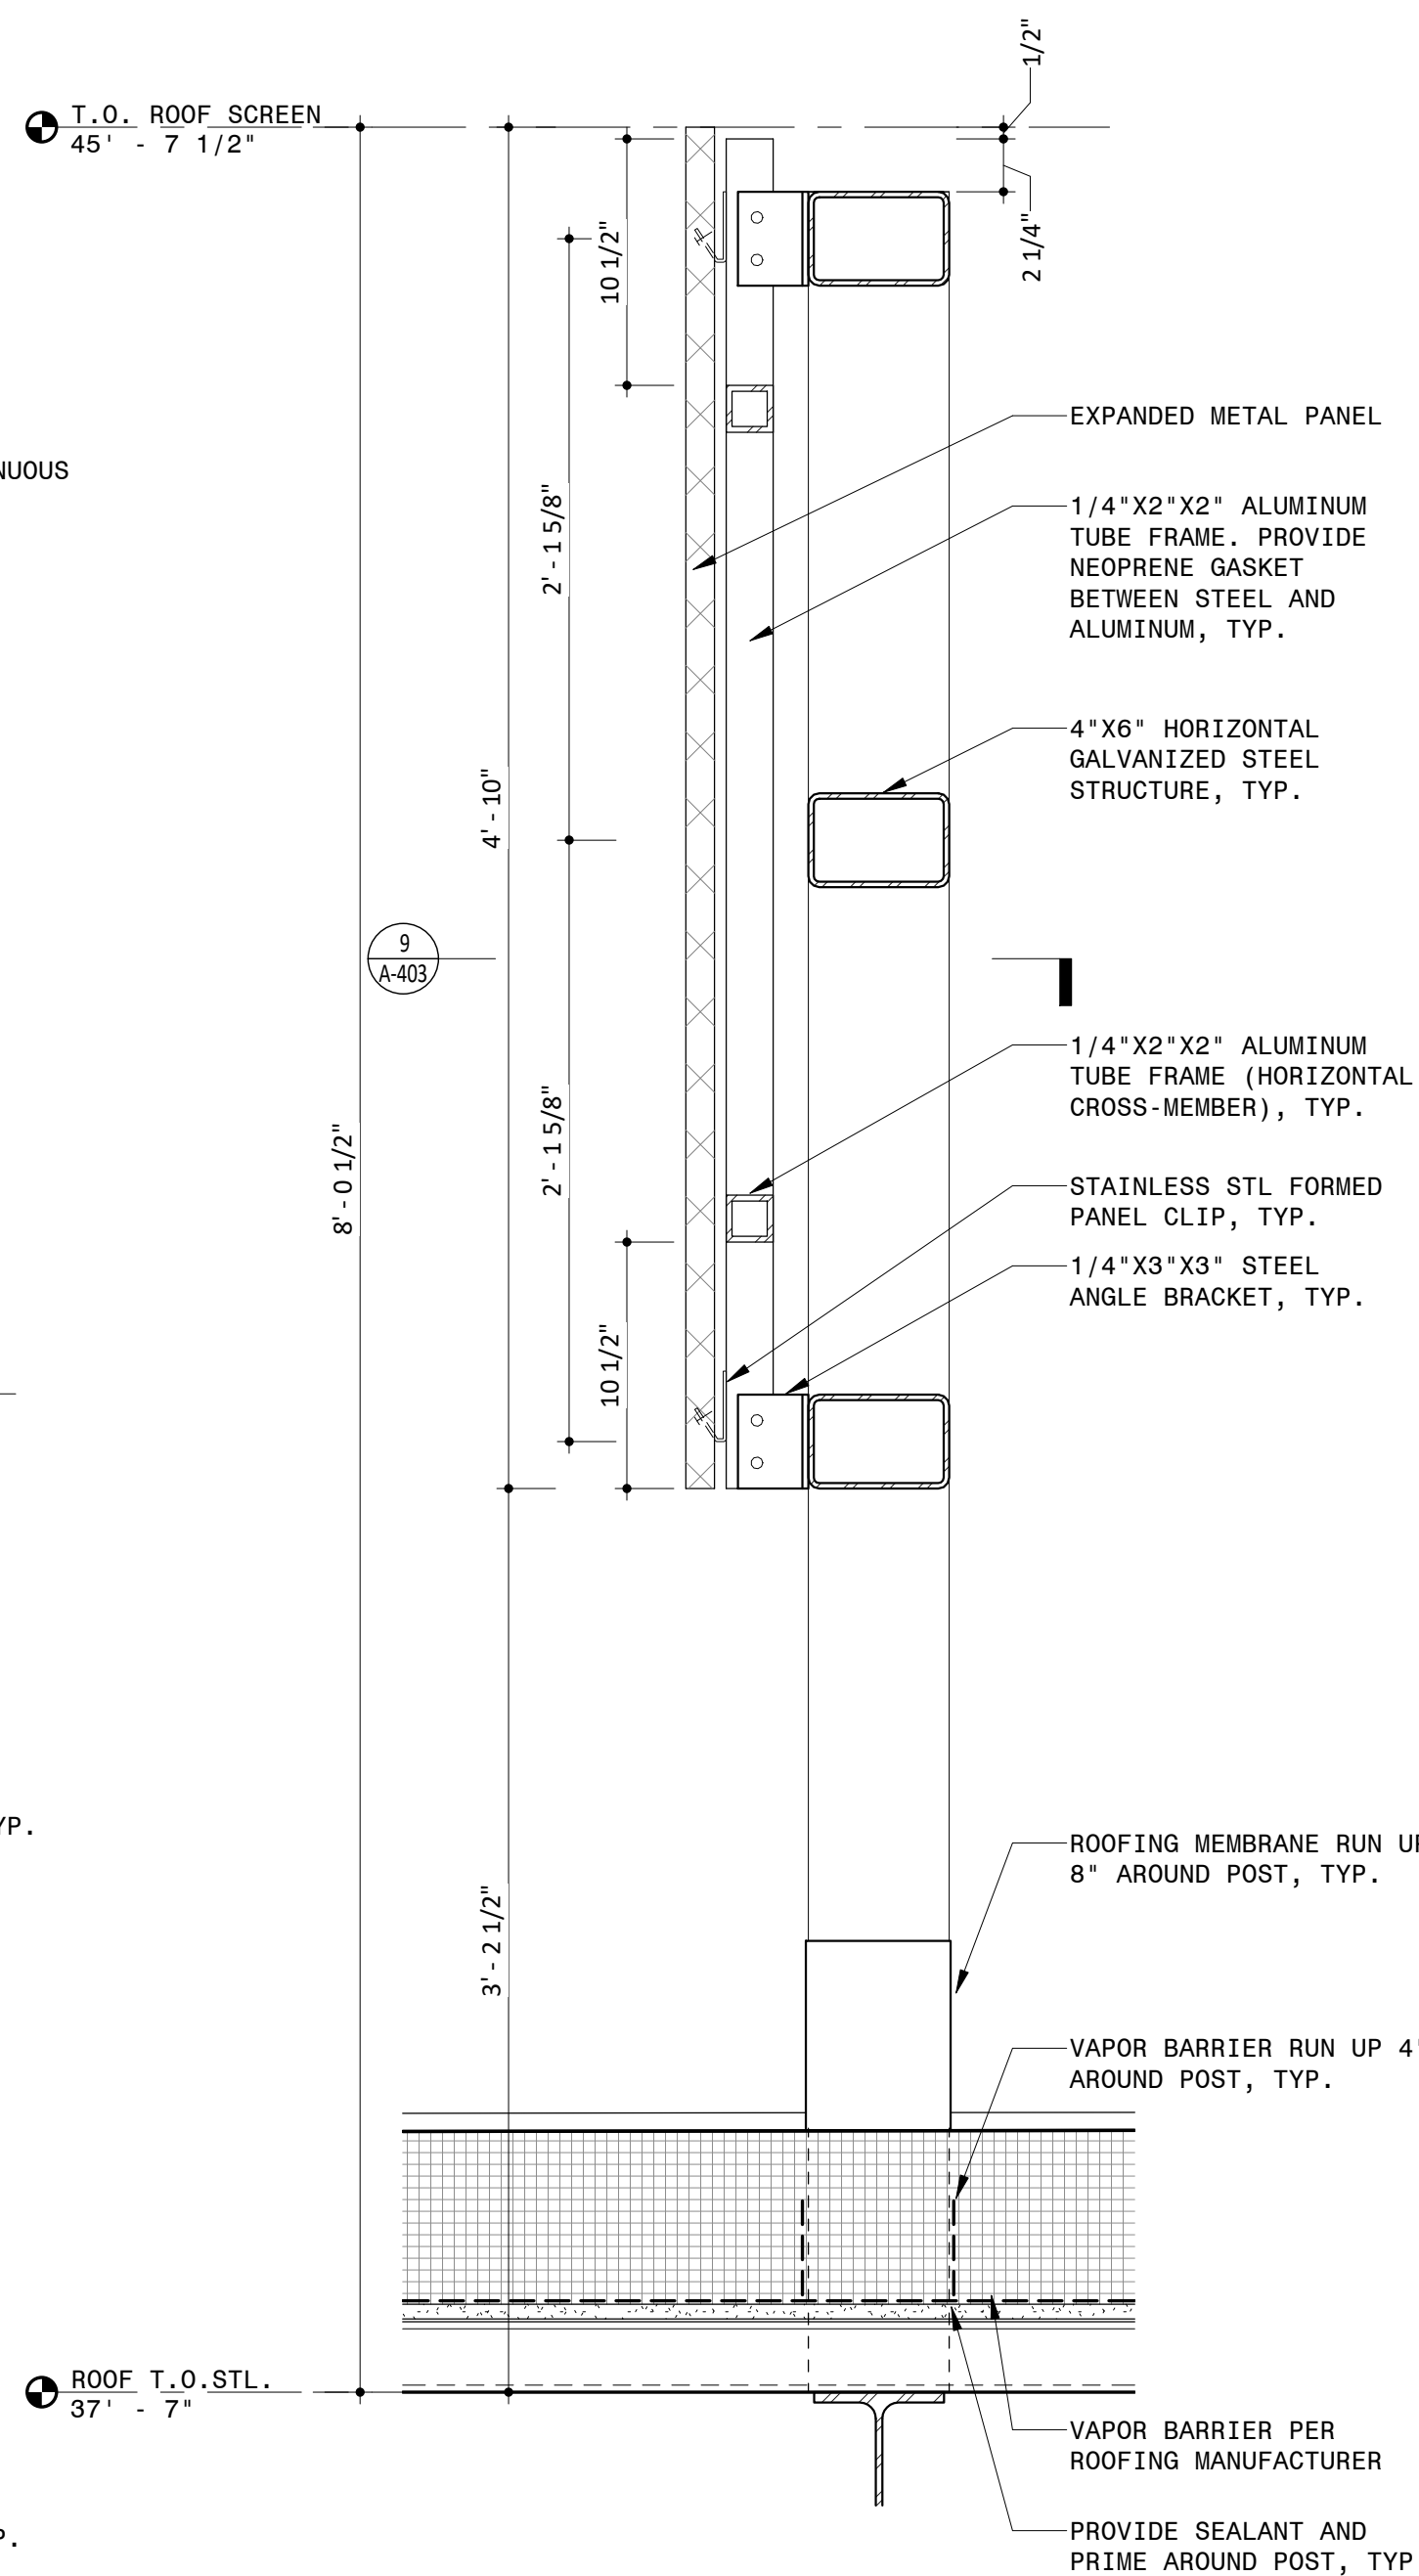 1/2"
T.O. ROOF SCREEN
45' - 7 1/2"
2 1/4"
10 1/2"
EXPANDED METAL PANEL
NUOUS
1/4"X2"X2" ALUMINUM
TUBE FRAME. PROVIDE
NEOPRENE GASKET
BETWEEN STEEL AND
ALUMINUM, TYP.
2' - 1 5/8"
4"X6" HORIZONTAL
GALVANIZED STEEL
STRUCTURE, TYP.
4' - 10"
9
A-403
1/4"X2"X2" ALUMINUM
TUBE FRAME (HORIZONTAL
CROSS-MEMBER), TYP.
2' - 1 5/8"
8' - 0 1/2"
STAINLESS STL FORMED
PANEL CLIP, TYP.
1/4"X3"X3" STEEL
ANGLE BRACKET, TYP.
10 1/2"
YP.
ROOFING MEMBRANE RUN UP
8" AROUND POST, TYP.
3' - 2 1/2"
VAPOR BARRIER RUN UP 4"
AROUND POST, TYP.
ROOF T.O.STL.
37' - 7"
VAPOR BARRIER PER
ROOFING MANUFACTURER
P.
PROVIDE SEALANT AND
PRIME AROUND POST, TYP